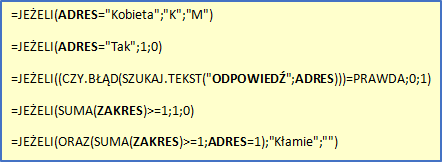 =JEŻELI(ADRES="Kobieta";"K";"M")
=JEŻELI(ADRES="Tak";1;0)
=JEŻELI((CZY.BŁĄD(SZUKAJ.TEKST("ODPOWIEDŹ";ADRES)))=PRAWDA;0;1)
=JEŻELI(SUMA(ZAKRES)>=1;1;0)
=JEŻELI(ORAZ(SUMA(ZAKRES)>=1;ADRES=1);"Kłamie";"")